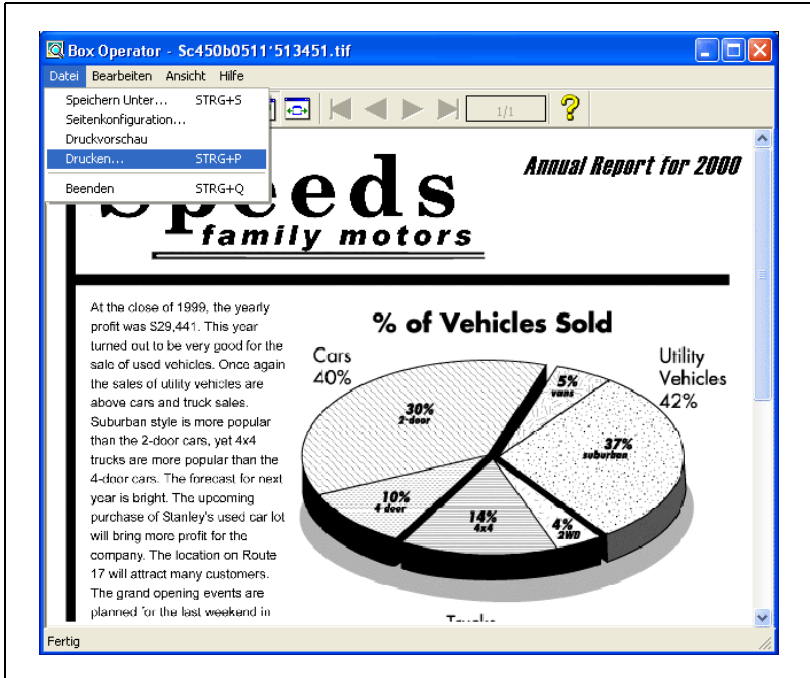 Box Operator - Sc450b0511'513451.tif
Datei Bearbeiten Ansicht Hilfe
Speichern Unter... STRG+S
Seitenkonfiguration...
Druckvorschau
Drucken... STRG+P
Beenden STRG+Q
1/1
Annual Report for 2000
Speeds
family motors
At the close of 1999, the yearly
profit was $29,441. This year
turned out to be very good for the
sale of used vehicles. Once again
the sales of utility vehicles are
above cars and truck sales.
Suburban style is more popular
than the 2-door cars, yet 4x4
trucks are more popular than the
4-door cars. The forecast for next
year is bright. The upcoming
purchase of Stanley's used car lot
will bring more profit for the
company. The location on Route
17 will attract many customers.
The grand opening events are
planned for the last weekend in
% of Vehicles Sold
Cars
40%
Utility
Vehicles
42%
5%
vans
30%
2-door
37%
suburban
10%
4 door
14%
4x4
4%
2WD
Trucks
Fertig